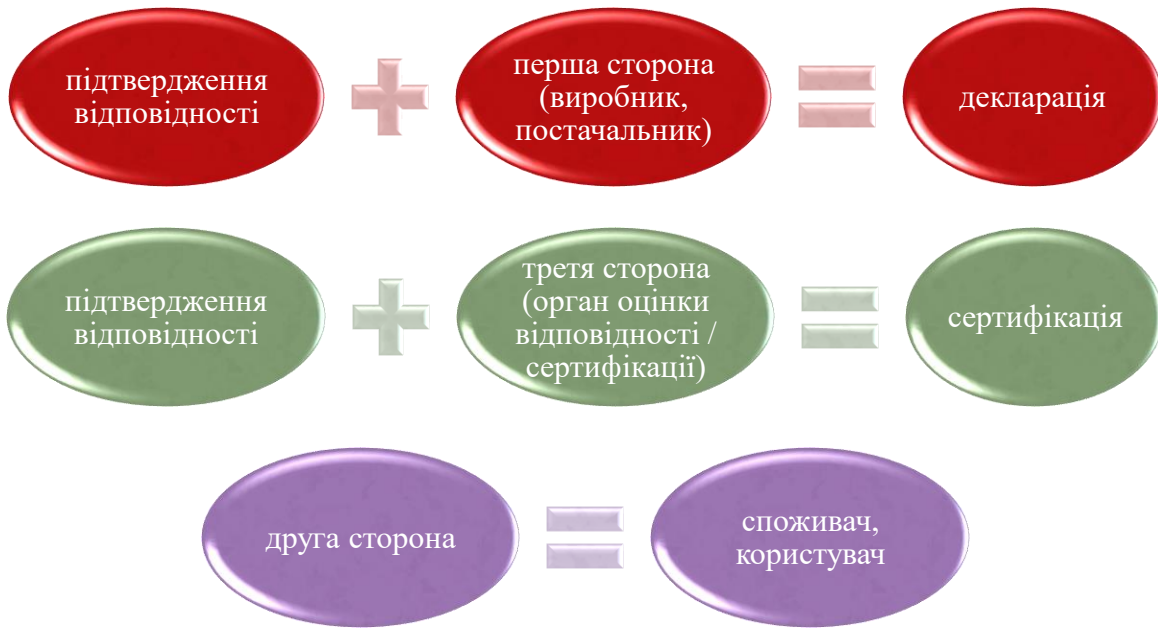 підтвердження
відповідності
перша сторона
(виробник,
постачальник)
декларація
підтвердження
відповідності
третя сторона
(орган оцінки
відповідності /
сертифікації)
сертифікація
друга сторона
споживач,
користувач